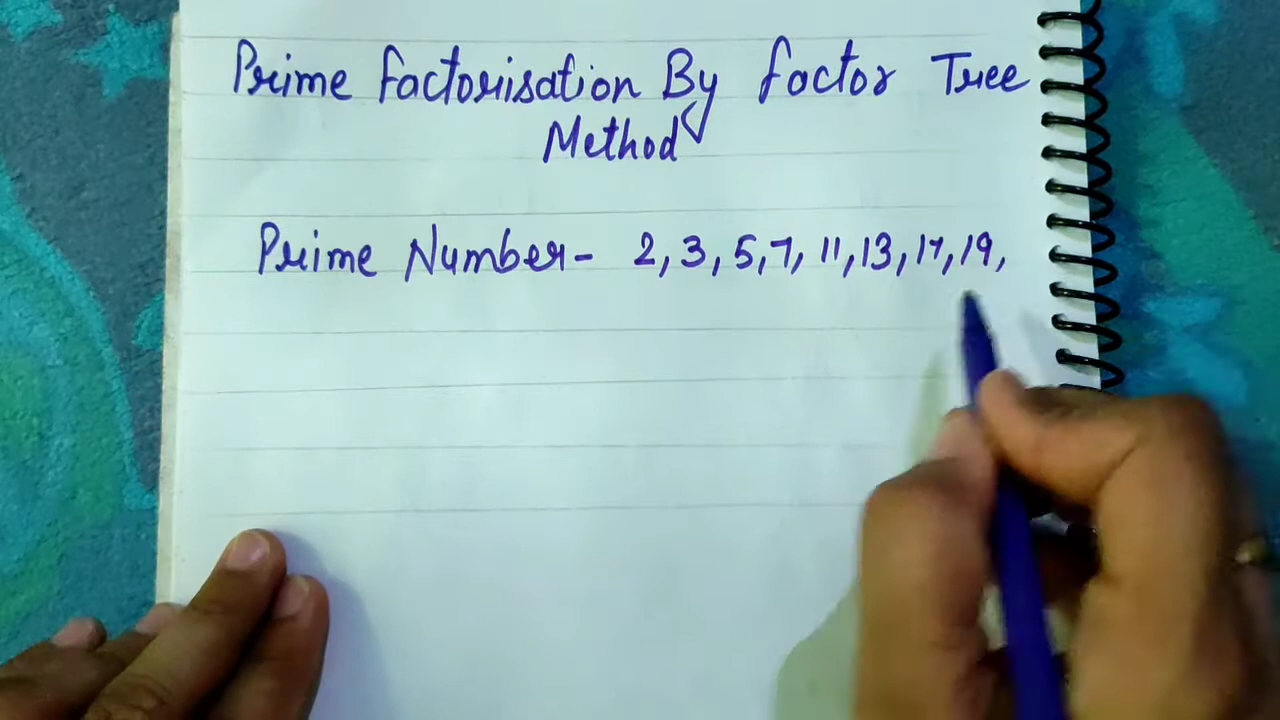 Prime Factorisation By Factor Tree
Method
Prime Number- 2, 3, 5, 7, 11, 13, 17, 19,